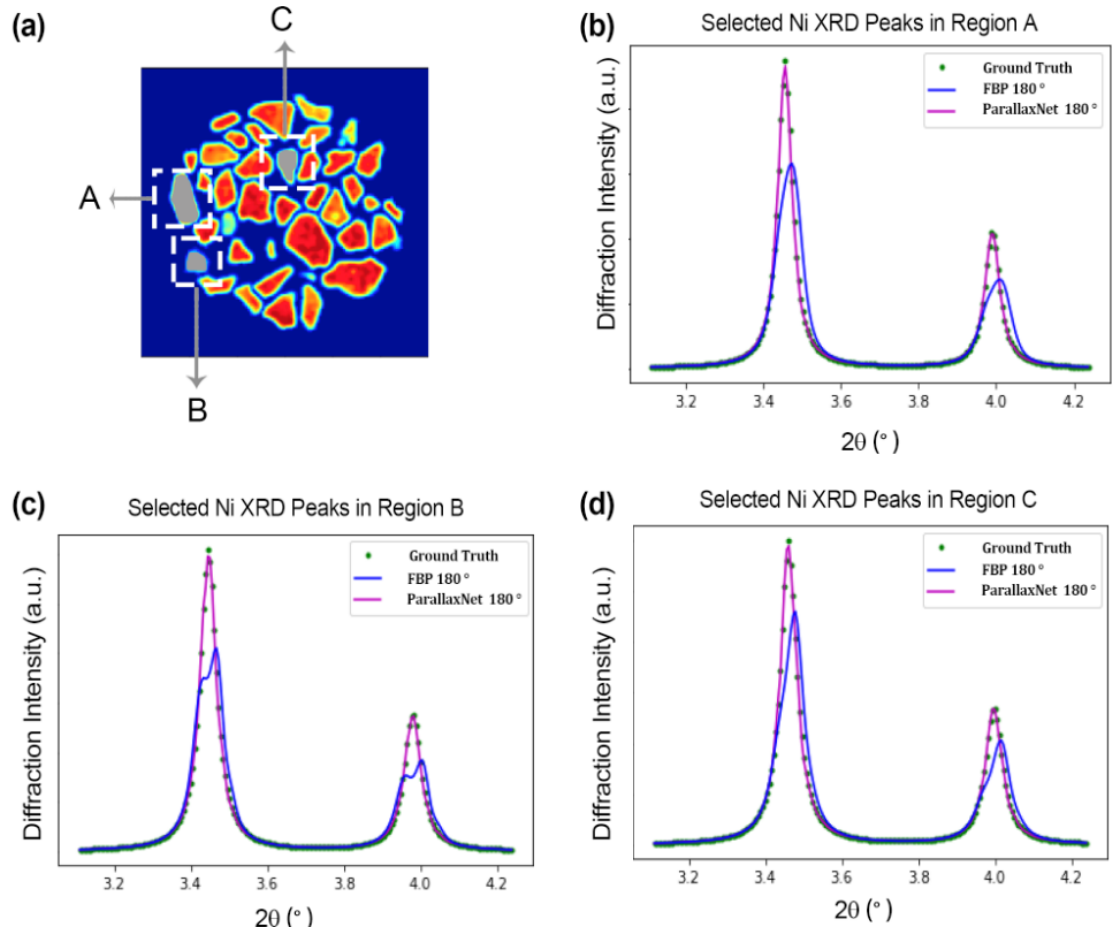 (a)
C
A
B
(b)
Selected Ni XRD Peaks in Region A
Ground Truth
FBP 180°
ParallaxNet 180°
Diffraction Intensity (a.u.)
3.2 3.4 3.6 3.8 4.0 4.2
2θ (°)
(c)
Selected Ni XRD Peaks in Region B
Ground Truth
FBP 180°
ParallaxNet 180°
Diffraction Intensity (a.u.)
3.2 3.4 3.6 3.8 4.0 4.2
2θ (°)
(d)
Selected Ni XRD Peaks in Region C
Ground Truth
FBP 180°
ParallaxNet 180°
Diffraction Intensity (a.u.)
3.2 3.4 3.6 3.8 4.0 4.2
2θ (°)